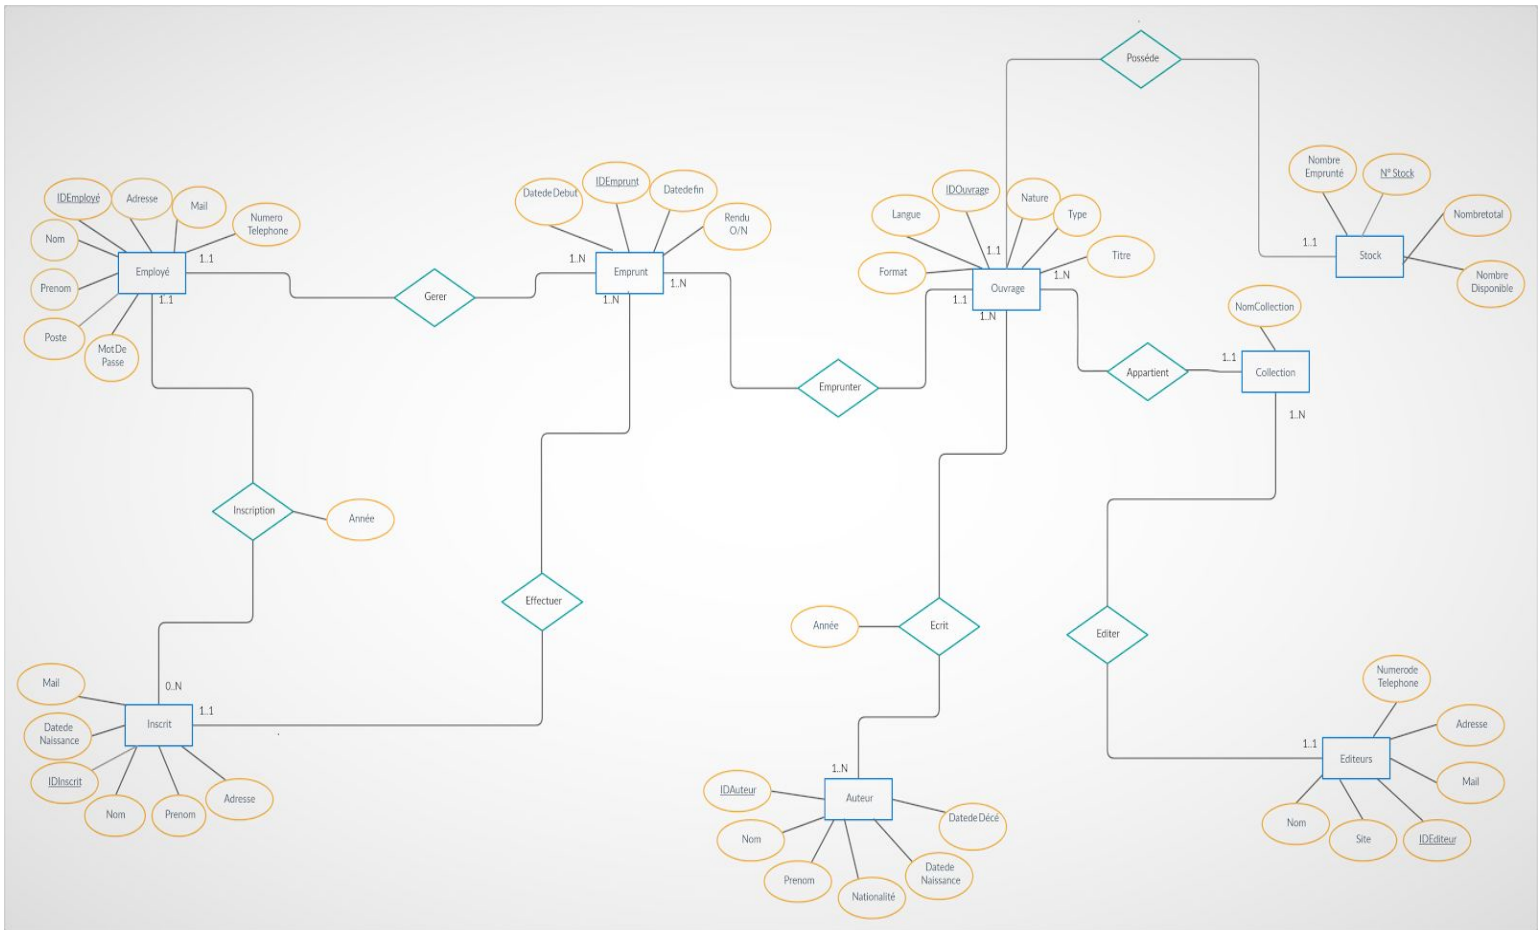 Posséde
Nombre
Emprunté
N° Stock
Nombretotal
Nombre
Disponible
1..1
Stock
IDEmployé
Adresse
Mail
Numero
Telephone
Nom
Prenom
Poste
MotDe
Passe
Employé
1..1
1..1
Gerer
DatedeDebut
IDEmprunt
Datedefin
Rendu
O/N
1..N
Emprunt
1..N
1..N
Langue
IDOuvrage
Nature
Type
Titre
Format
1..1
Ouvrage
1..N
1..1
1..N
NomCollection
Emprunter
Appartient
1..1
Collection
1..N
Inscription
Année
Effectuer
Année
Ecrit
Editer
Mail
Datede
Naissance
IDInscrit
Nom
Prenom
Adresse
0..N
Inscrit
1..1
1..N
Auteur
IDAuteur
Nom
Prenom
Nationalité
Datede
Naissance
DatedeDécé
Numerode
Telephone
Adresse
Mail
1..1
Editeurs
Nom
Site
IDEditeur